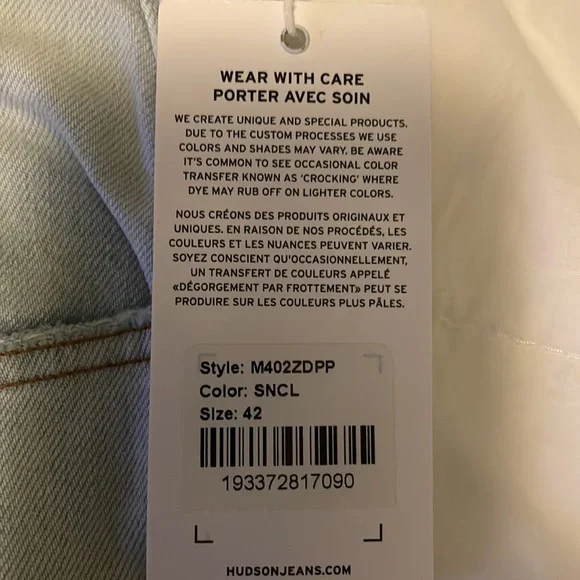 WEAR WITH CARE
PORTER AVEC SOIN
WE CREATE UNIQUE AND SPECIAL PRODUCTS.
DUE TO THE CUSTOM PROCESSES WE USE
COLORS AND SHADES MAY VARY. BE AWARE
IT'S COMMON TO SEE OCCASIONAL COLOR
TRANSFER KNOWN AS 'CROCKING' WHERE
DYE MAY RUB OFF ON LIGHTER COLORS.
NOUS CRÉONS DES PRODUITS ORIGINAUX ET
UNIQUES. EN RAISON DE NOS PROCÉDÉS, LES
COULEURS ET LES NUANCES PEUVENT VARIER.
SOYEZ CONSCIENT QU'OCCASIONNELLEMENT,
UN TRANSFERT DE COULEURS APPELÉ
«DÉGORGEMENT PAR FROTTEMENT» PEUT SE
PRODUIRE SUR LES COULEURS PLUS PÂLES.
Style: M402ZDPP
Color: SNCL
Size: 42
193372817090
HUDSONJEANS.COM